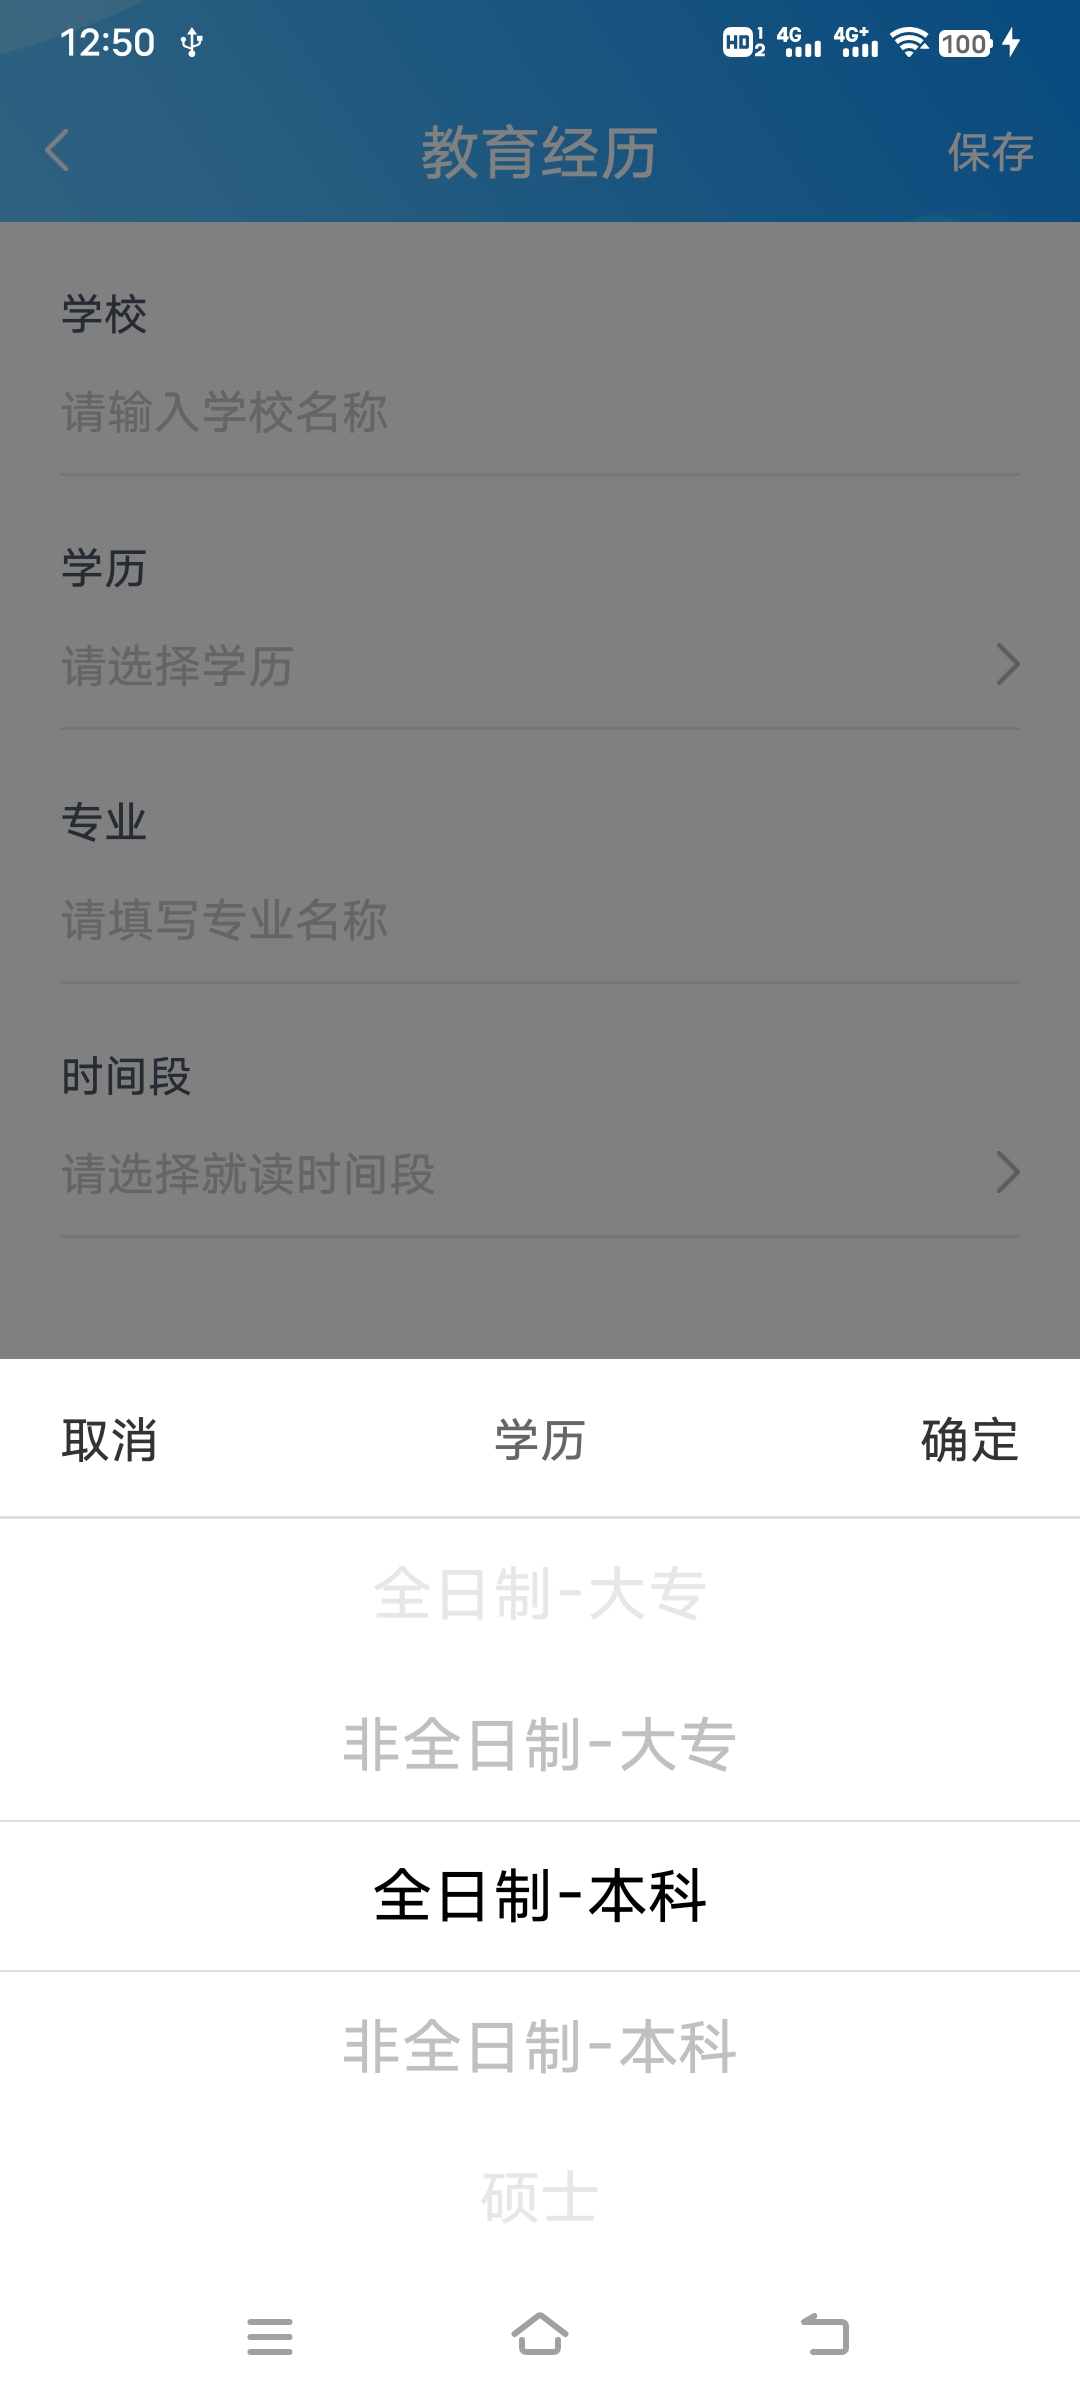 12:50 HD 1 2 4G 4G+ 100
教育经历 保存
学校
请输入学校名称
学历
请选择学历
专业
请填写专业名称
时间段
请选择就读时间段
取消 学历 确定
全日制-大专
非全日制-大专
全日制-本科
非全日制-本科
硕士